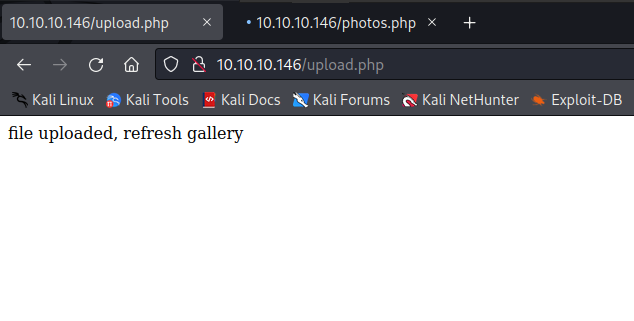 10.10.10.146/upload.php
10.10.10.146/photos.php
10.10.10.146/upload.php
Kali Linux Kali Tools Kali Docs Kali Forums Kali NetHunter Exploit-DB
file uploaded, refresh gallery